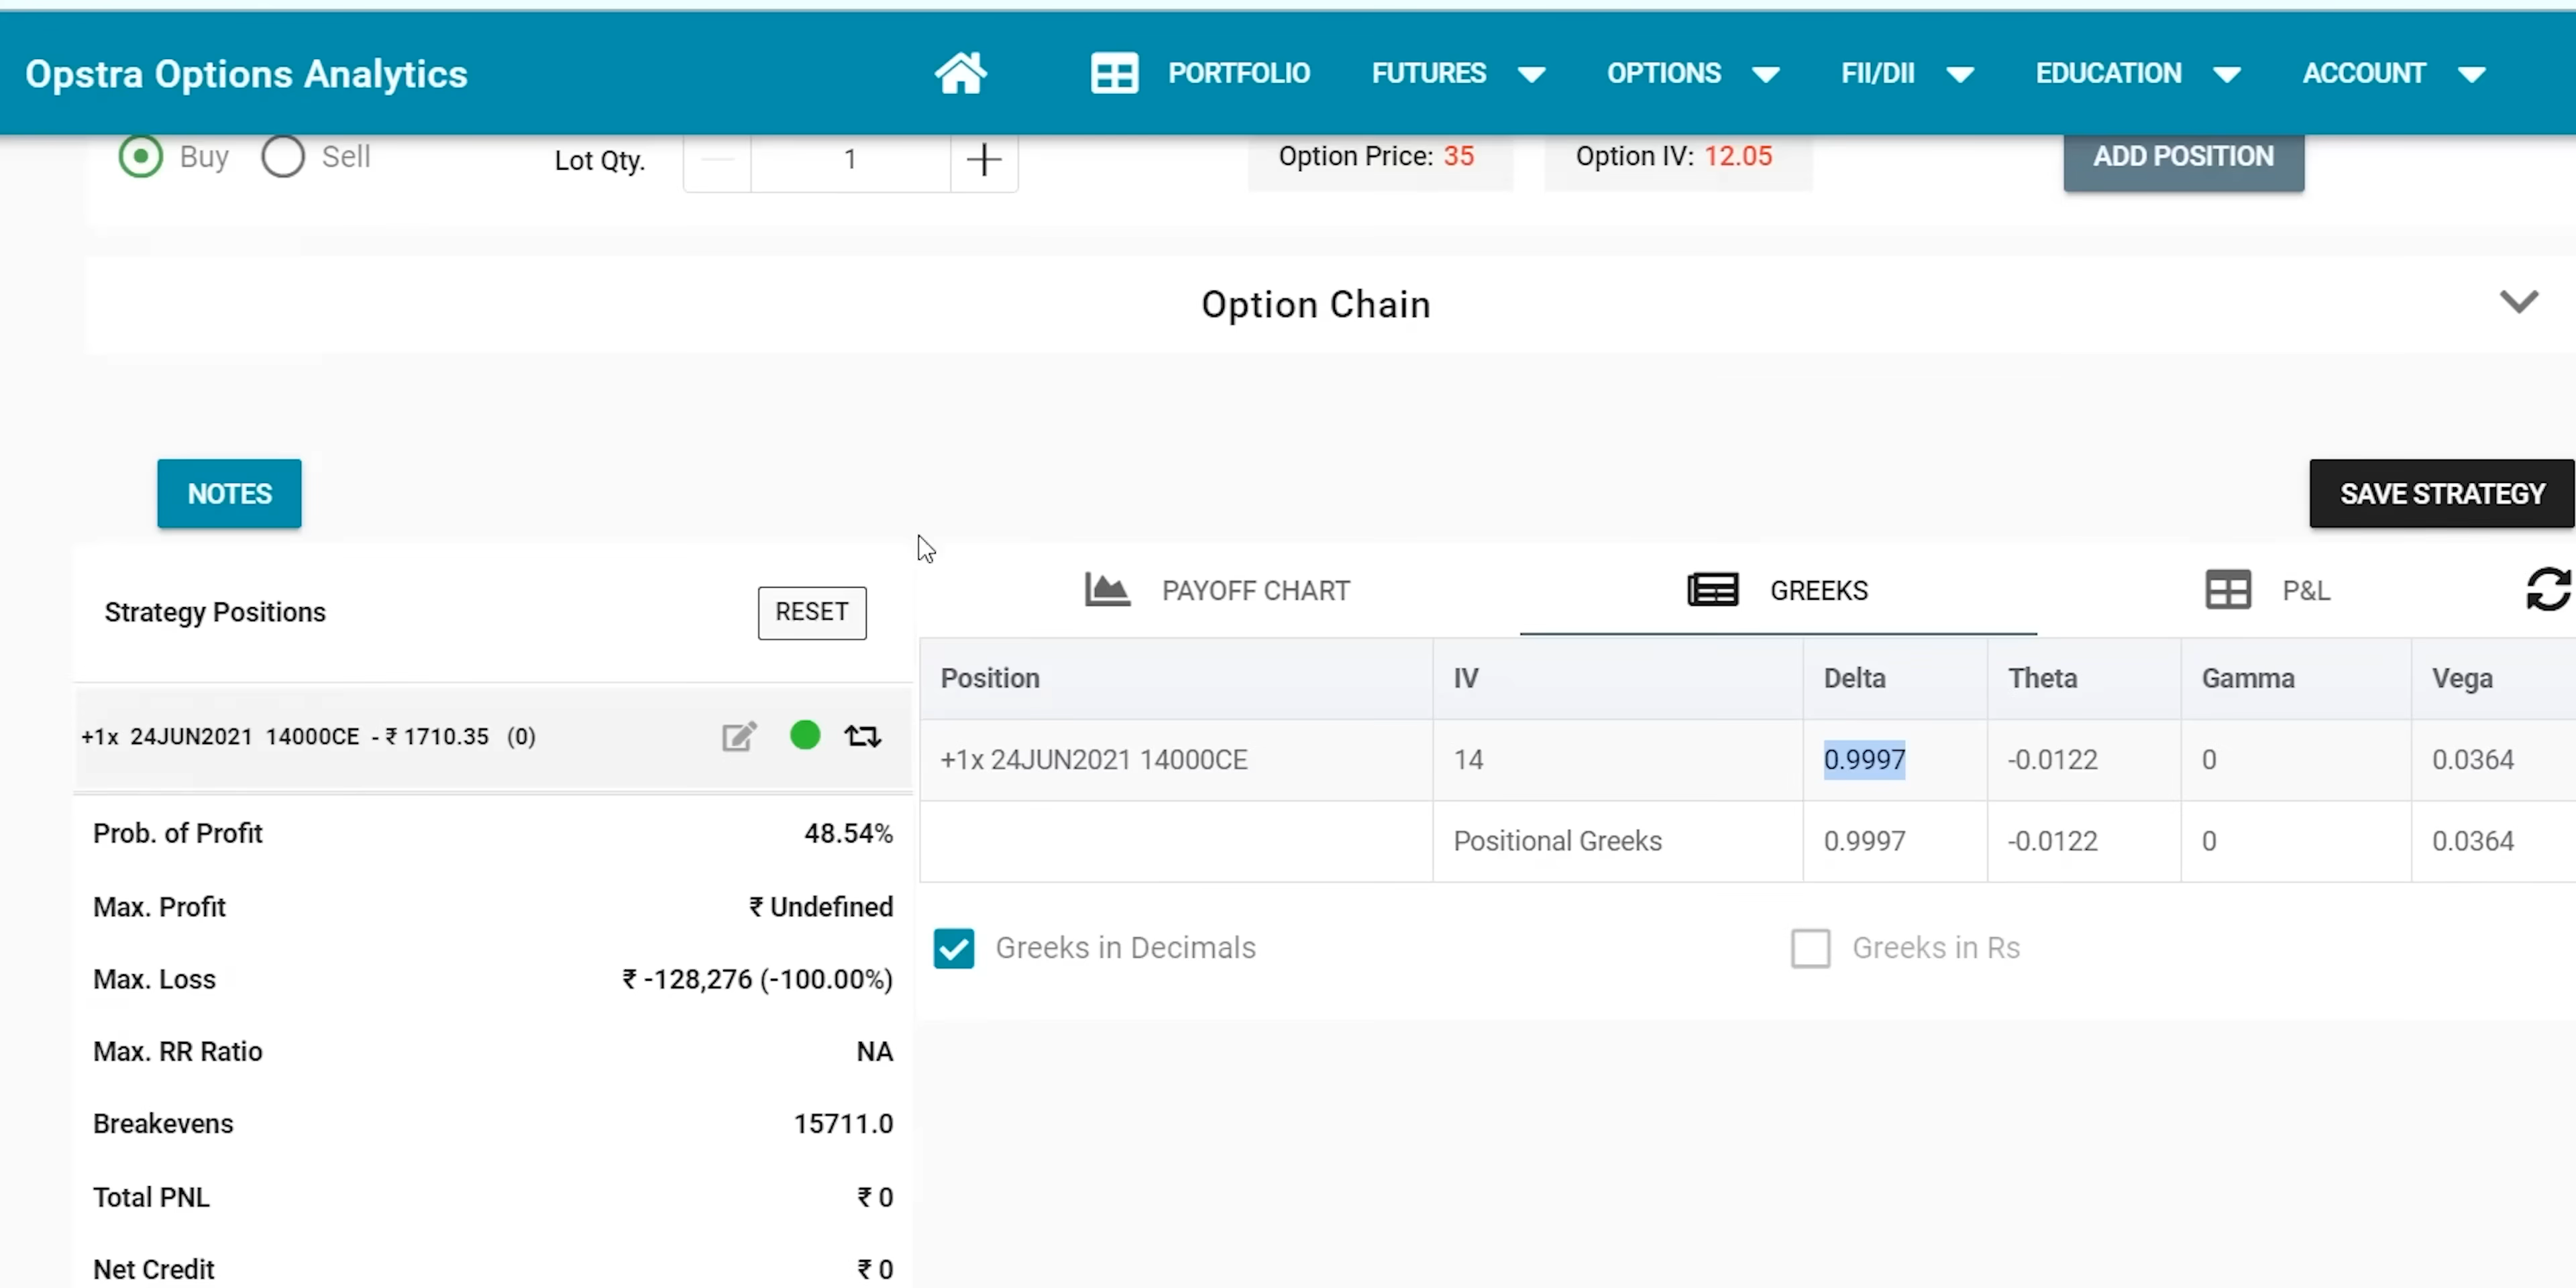 Opstra Options Analytics PORTFOLIO FUTURES OPTIONS FII/DII EDUCATION ACCOUNT
Buy Sell Lot Qty. 1 + Option Price: 35 Option IV: 12.05 ADD POSITION
Option Chain
NOTES SAVE STRATEGY
Strategy Positions RESET
+1x 24JUN2021 14000CE - ₹ 1710.35 (0)
Prob. of Profit 48.54%
Max. Profit ₹ Undefined
Max. Loss ₹ -128,276 (-100.00%)
Max. RR Ratio NA
Breakevens 15711.0
Total PNL ₹ 0
Net Credit ₹ 0
PAYOFF CHART GREEKS P&L
Position IV Delta Theta Gamma Vega
+1x 24JUN2021 14000CE 14 0.9997 -0.0122 0 0.0364
Positional Greeks 0.9997 -0.0122 0 0.0364
Greeks in Decimals Greeks in Rs